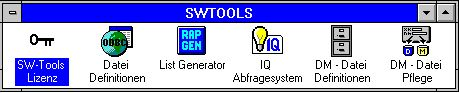 SWTOOLS
ODBC
RAP
GEN
IQ
D M
SW-Tools
Lizenz
Datei
Definitionen
List Generator
IQ
Abfragesystem
DM - Datei
Definitionen
DM - Datei
Pflege